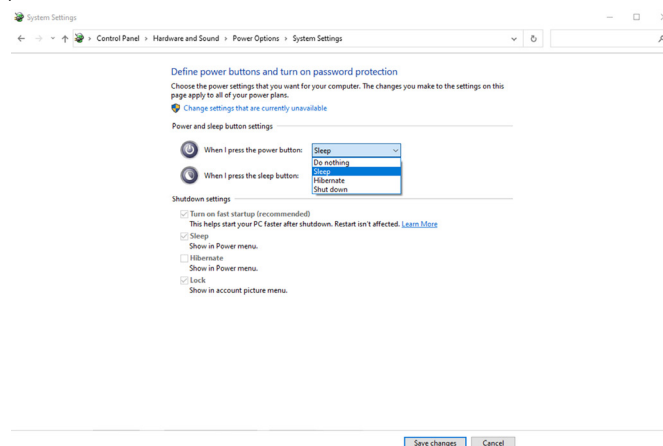 System Settings
Control Panel > Hardware and Sound > Power Options > System Settings
Define power buttons and turn on password protection
Choose the power settings that you want for your computer. The changes you make to the settings on this
page apply to all of your power plans.
Change settings that are currently unavailable
Power and sleep button settings
When I press the power button: Sleep
Do nothing
Sleep
When I press the sleep button: Hibernate
Shut down
Shutdown settings
Turn on fast startup (recommended)
This helps start your PC faster after shutdown. Restart isn't affected. Learn More
Sleep
Show in Power menu.
Hibernate
Show in Power menu.
Lock
Show in account picture menu.
Save changes Cancel